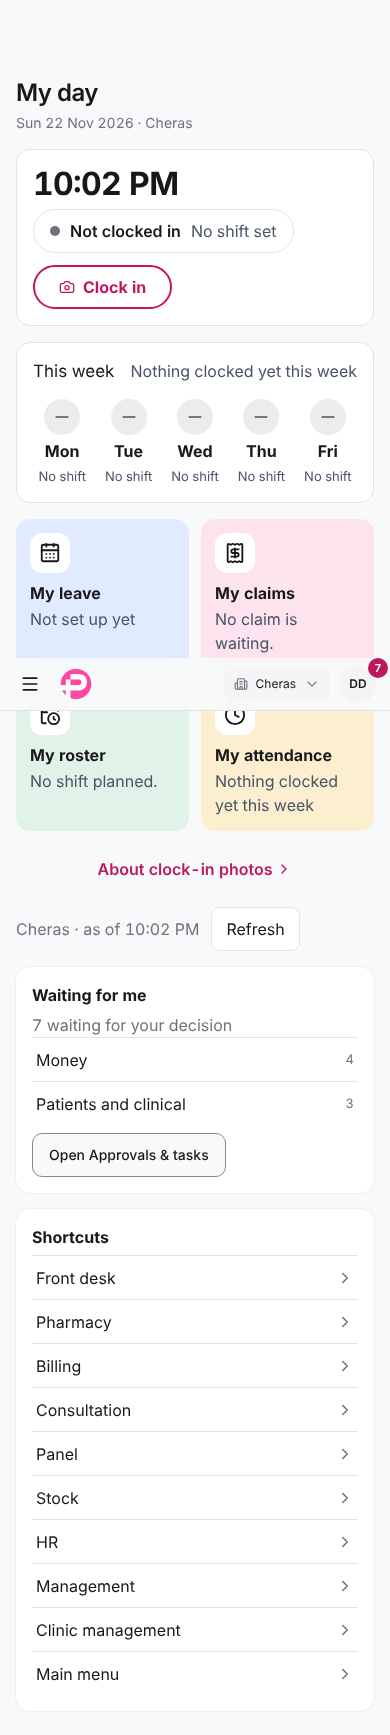 My day
Sun 22 Nov 2026 · Cheras
10:02 PM
Not clocked in No shift set
Clock in
This week Nothing clocked yet this week
Mon Tue Wed Thu Fri
No shift No shift No shift No shift No shift
My leave
Not set up yet
My claims
No claim is
waiting.
Cheras DD 7
My roster
No shift planned.
My attendance
Nothing clocked
yet this week
About clock-in photos
Cheras · as of 10:02 PM Refresh
Waiting for me
7 waiting for your decision
Money 4
Patients and clinical 3
Open Approvals & tasks
Shortcuts
Front desk
Pharmacy
Billing
Consultation
Panel
Stock
HR
Management
Clinic management
Main menu